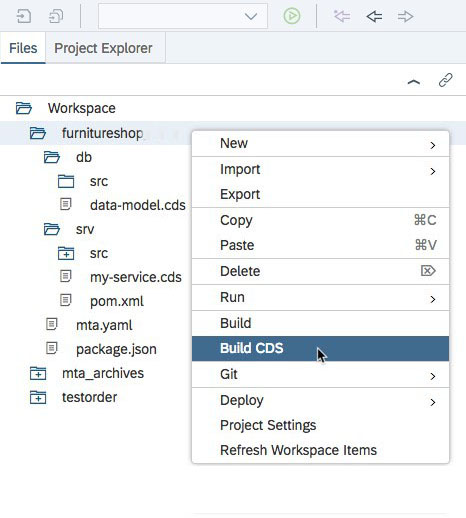 Files
Project Explorer
Workspace
furnitureshop
db
src
data-model.cds
srv
src
my-service.cds
pom.xml
mta.yaml
package.json
mta_archives
testorder
New
Import
Export
Copy ⌘C
Paste ⌘V
Delete
Run
Build
Build CDS
Git
Deploy
Project Settings
Refresh Workspace Items